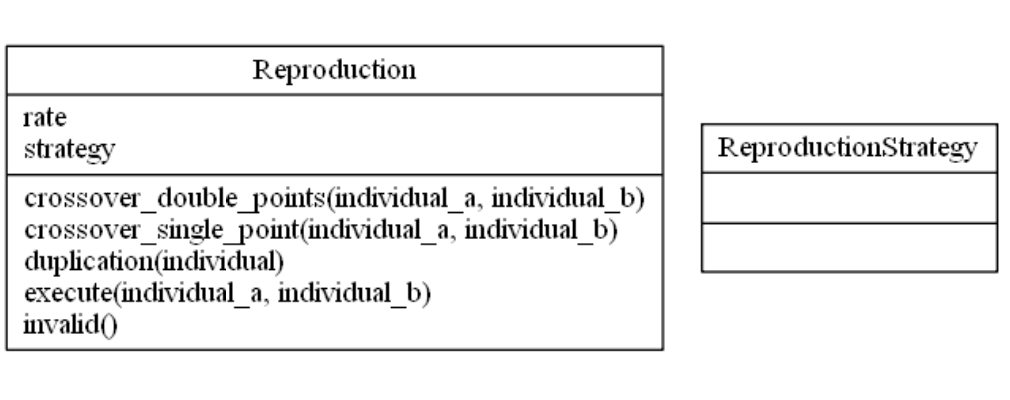 Reproduction
rate
strategy
crossover_double_points(individual_a, individual_b)
crossover_single_point(individual_a, individual_b)
duplication(individual)
execute(individual_a, individual_b)
invalid()
ReproductionStrategy